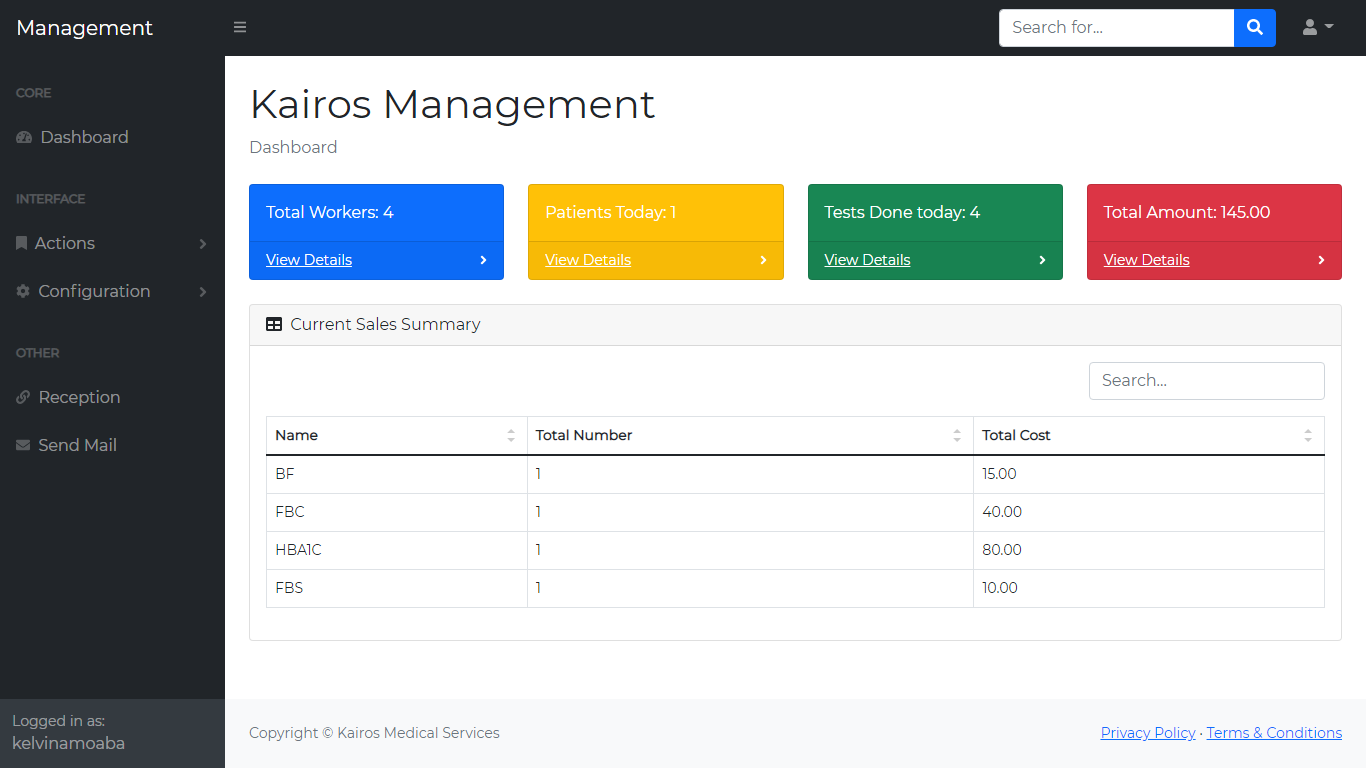 Management
Search for...
CORE
Dashboard
INTERFACE
Actions
Configuration
OTHER
Reception
Send Mail
Logged in as:
kelvinamoaba
Kairos Management
Dashboard
Total Workers: 4
View Details
Patients Today: 1
View Details
Tests Done today: 4
View Details
Total Amount: 145.00
View Details
Current Sales Summary
Search...
Name Total Number Total Cost
BF 1 15.00
FBC 1 40.00
HBA1C 1 80.00
FBS 1 10.00
Copyright © Kairos Medical Services
Privacy Policy · Terms & Conditions